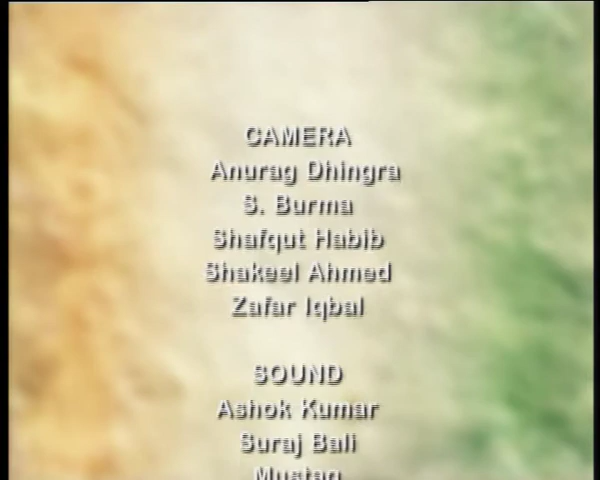 CAMERA
Anurag Dhingra
S. Burma
Shafqut Habib
Shakeel Ahmed
Zafar Iqbal
SOUND
Ashok Kumar
Suraj Bali